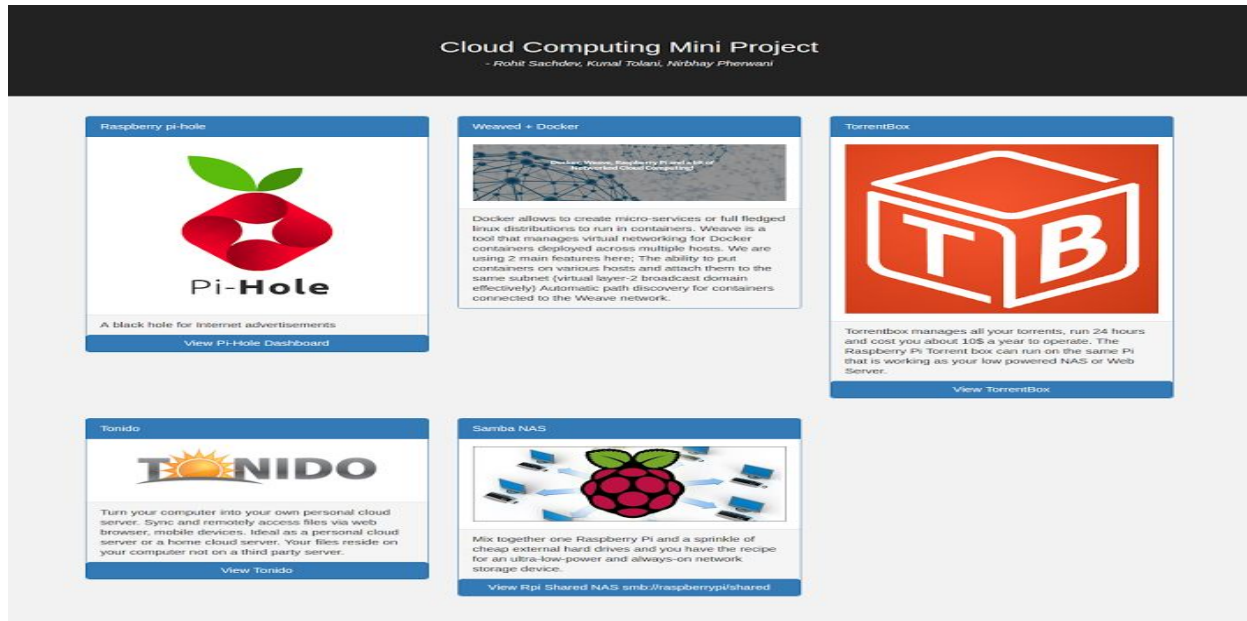 Cloud Computing Mini Project
- Rohit Sachdev, Kunal Tolani, Nirbhay Pherwani
Raspberry pi-hole
Pi-Hole
A black hole for Internet advertisements
View Pi-Hole Dashboard
Weaved + Docker
Docker, Weave, Raspberry Pi and a bit of
Networked Cloud Computing!
Docker allows to create micro-services or full fledged
linux distributions to run in containers. Weave is a
tool that manages virtual networking for Docker
containers deployed across multiple hosts. We are
using 2 main features here; The ability to put
containers on various hosts and attach them to the
same subnet (virtual layer-2 broadcast domain
effectively) Automatic path discovery for containers
connected to the Weave network.
TorrentBox
TB
Torrentbox manages all your torrents, run 24 hours
and cost you about 10$ a year to operate. The
Raspberry Pi Torrent box can run on the same Pi
that is working as your low powered NAS or Web
Server.
View TorrentBox
Tonido
TONIDO
Turn your computer into your own personal cloud
server. Sync and remotely access files via web
browser, mobile devices. Ideal as a personal cloud
server or a home cloud server. Your files reside on
your computer not on a third party server.
View Tonido
Samba NAS
Mix together one Raspberry Pi and a sprinkle of
cheap external hard drives and you have the recipe
for an ultra-low-power and always-on network
storage device.
View Rpi Shared NAS smb://raspberrypi/shared